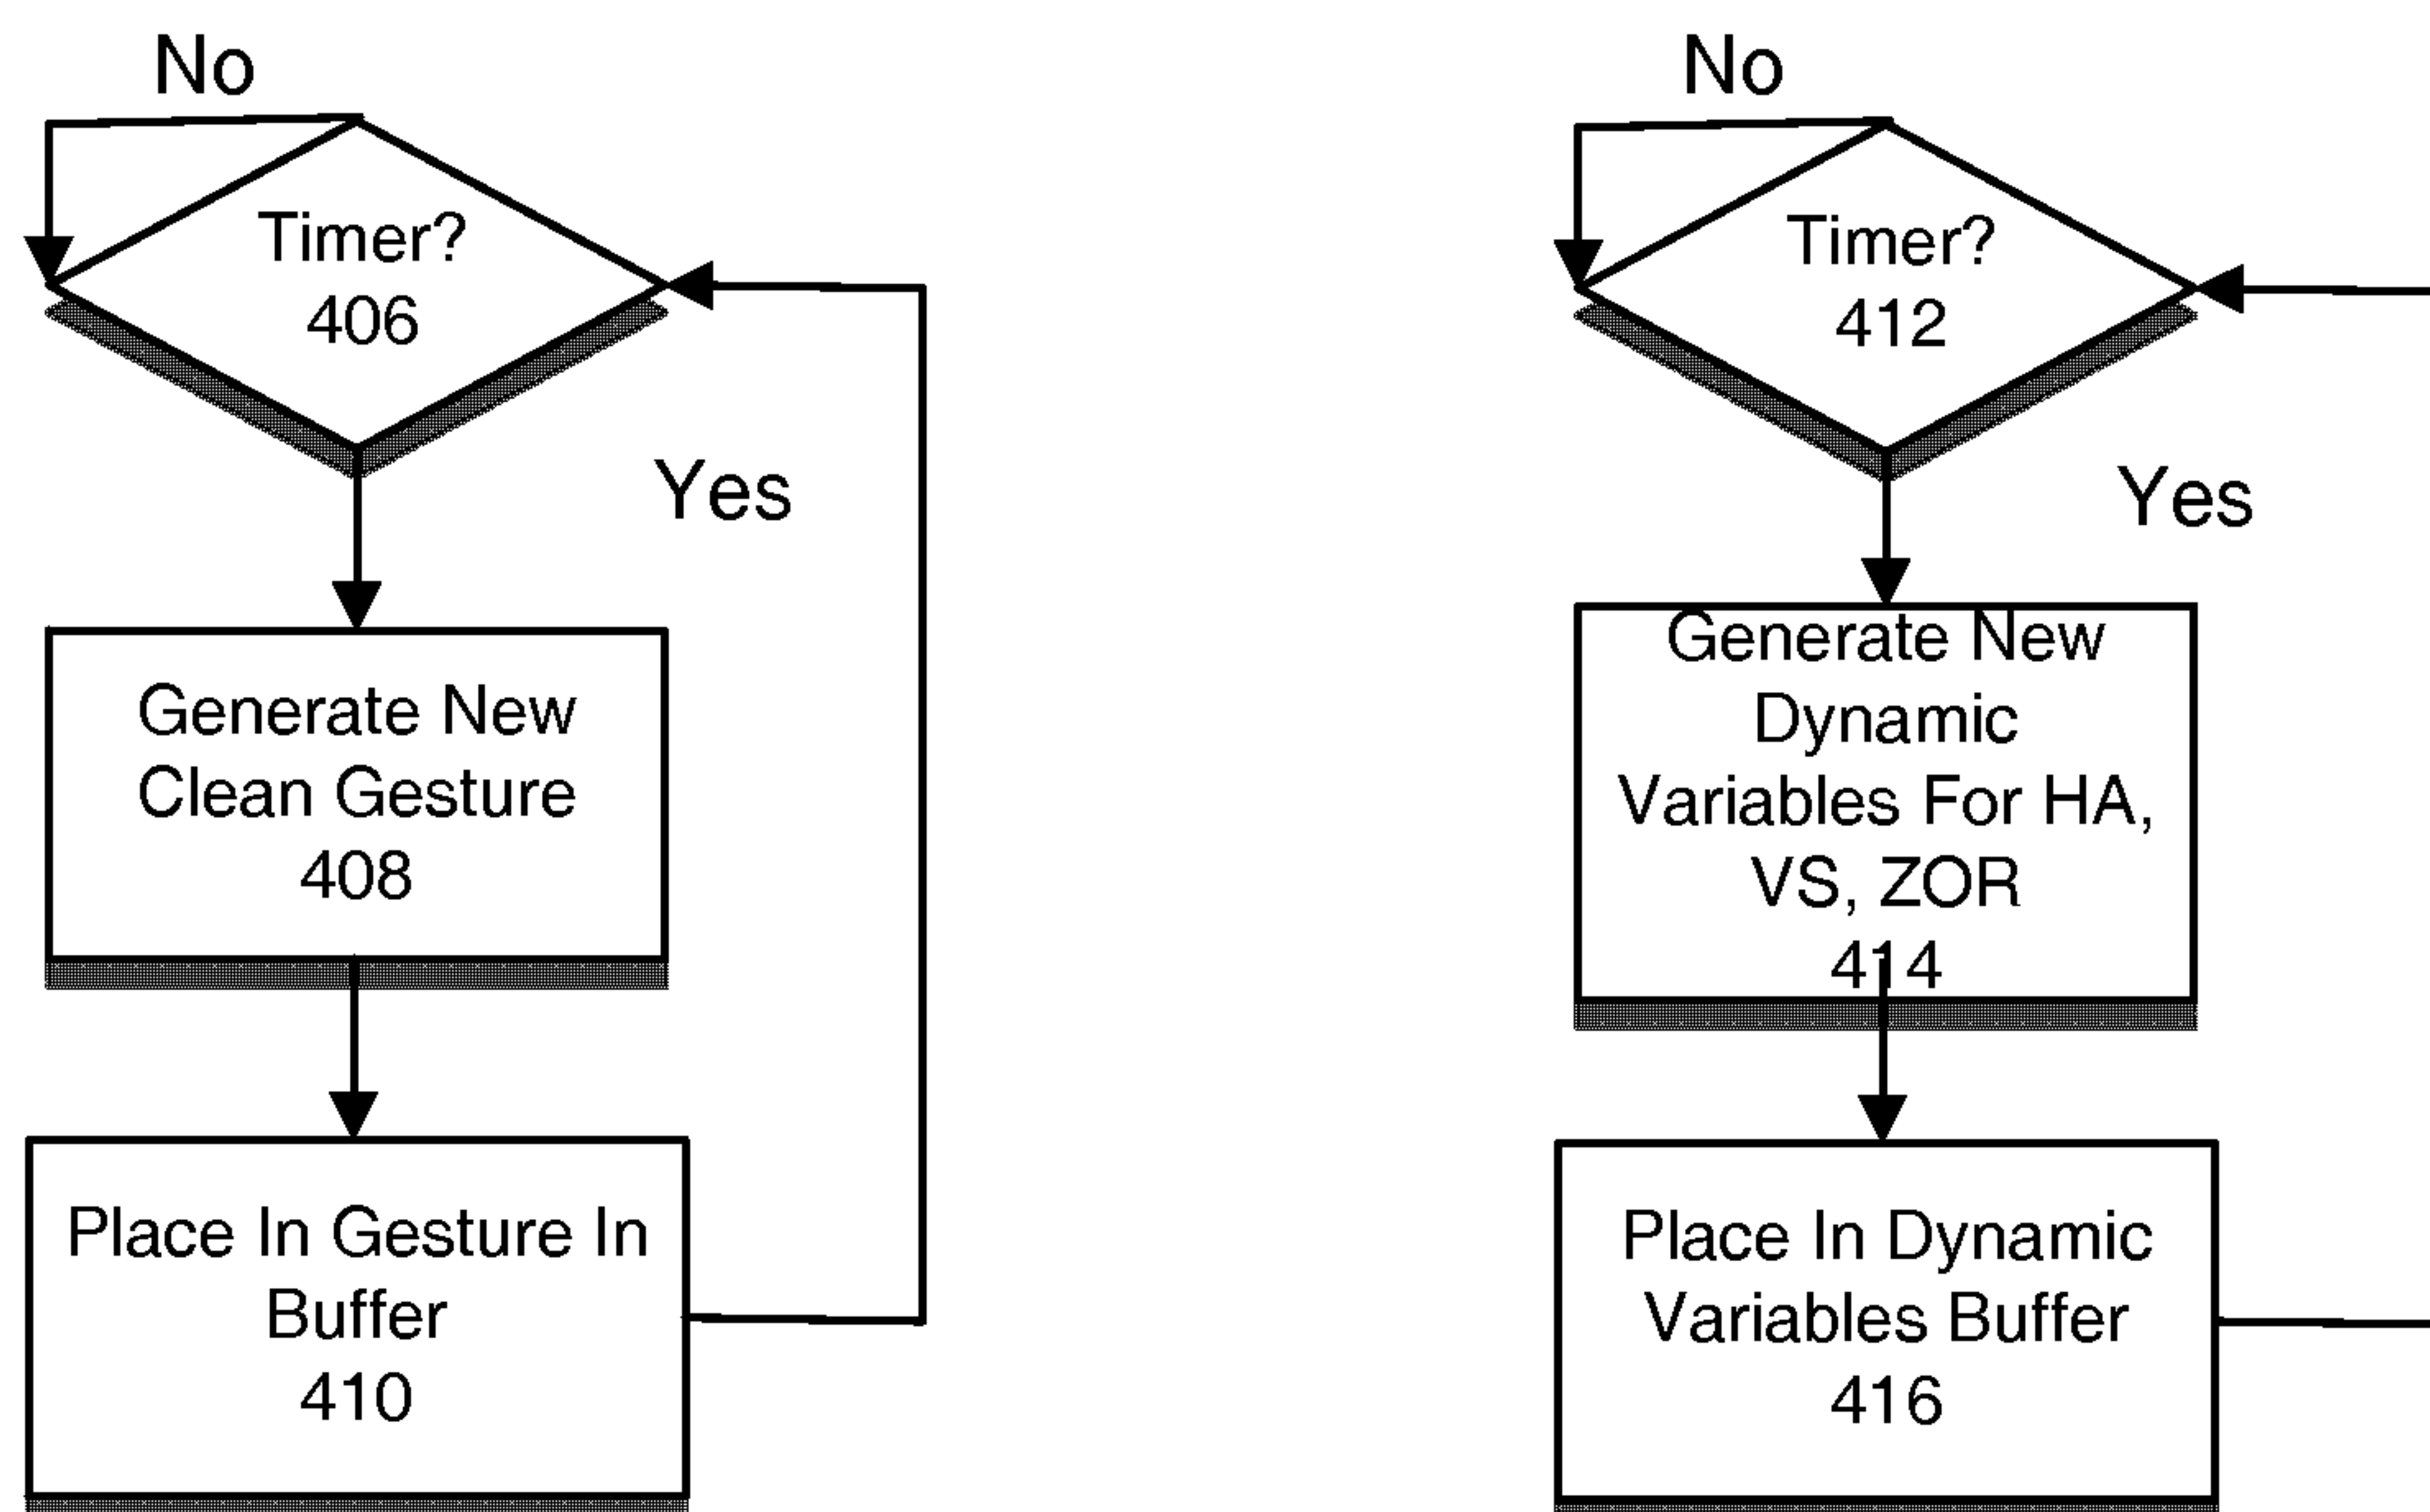 No
Timer?
406
Yes
Generate New
Clean Gesture
408
Place In Gesture In
Buffer
410
No
Timer?
412
Yes
Generate New
Dynamic
Variables For HA,
VS, ZOR
414
Place In Dynamic
Variables Buffer
416